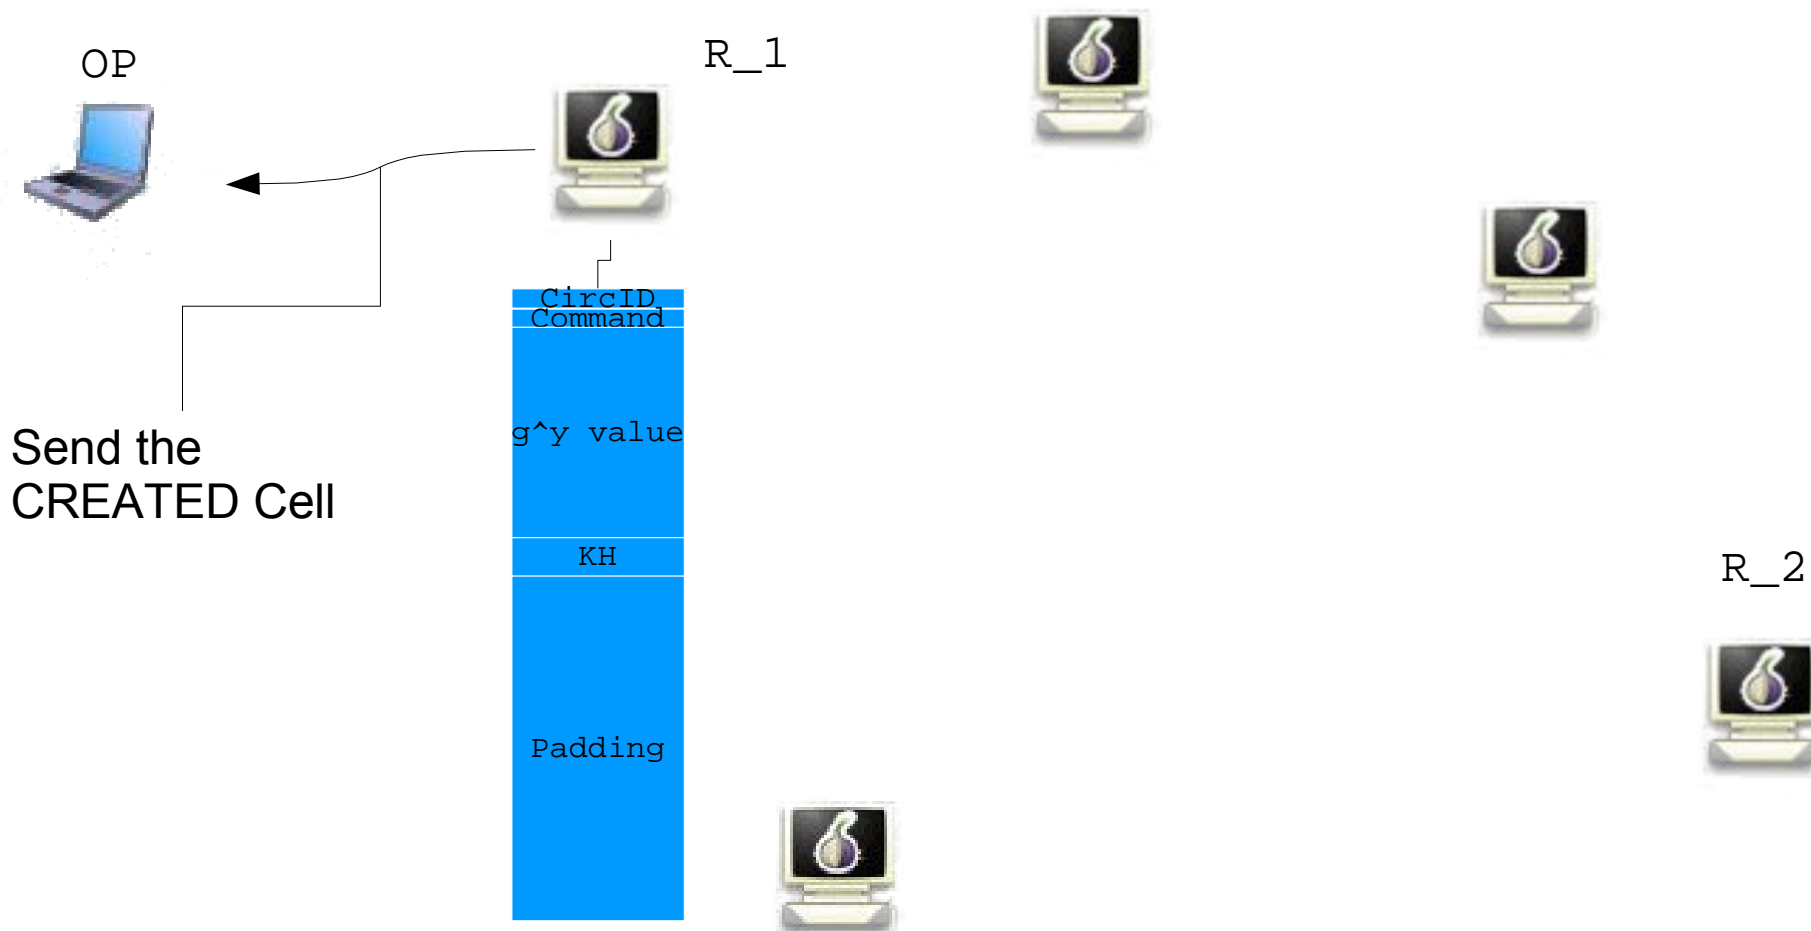 OP
R_1
CircID
Command
g^y value
Send the
CREATED Cell
KH
R_2
Padding